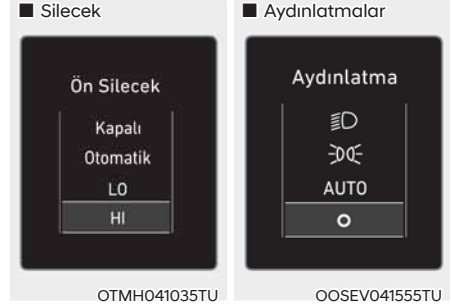 ■ Silecek
Ön Silecek
Kapalı
Otomatik
LO
HI
OTMH041035TU
■ Aydınlatmalar
Aydınlatma
AUTO
OOSEV041555TU